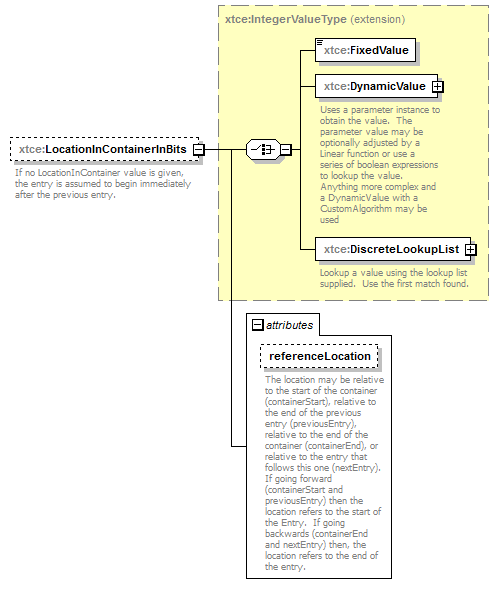 xtce:IntegerValueType (extension)
xtce:FixedValue
xtce:DynamicValue
Uses a parameter instance to
obtain the value.  The
parameter value may be
optionally adjusted by a
Linear function or use a
series of boolean expressions
to lookup the value.
Anything more complex and
a DynamicValue with a
CustomAlgorithm may be
used
xtce:LocationInContainerInBits
If no LocationInContainer value is given,
the entry is assumed to begin immediately
after the previous entry.
xtce:DiscreteLookupList
Lookup a value using the lookup list
supplied.  Use the first match found.
attributes
referenceLocation
The location may be relative
to the start of the container
(containerStart), relative to
the end of the previous
entry (previousEntry),
relative to the end of the
container (containerEnd), or
relative to the entry that
follows this one (nextEntry).
If going forward
(containerStart and
previousEntry) then the
location refers to the start of
the Entry.  If going
backwards (containerEnd
and nextEntry) then, the
location refers to the end of
the entry.